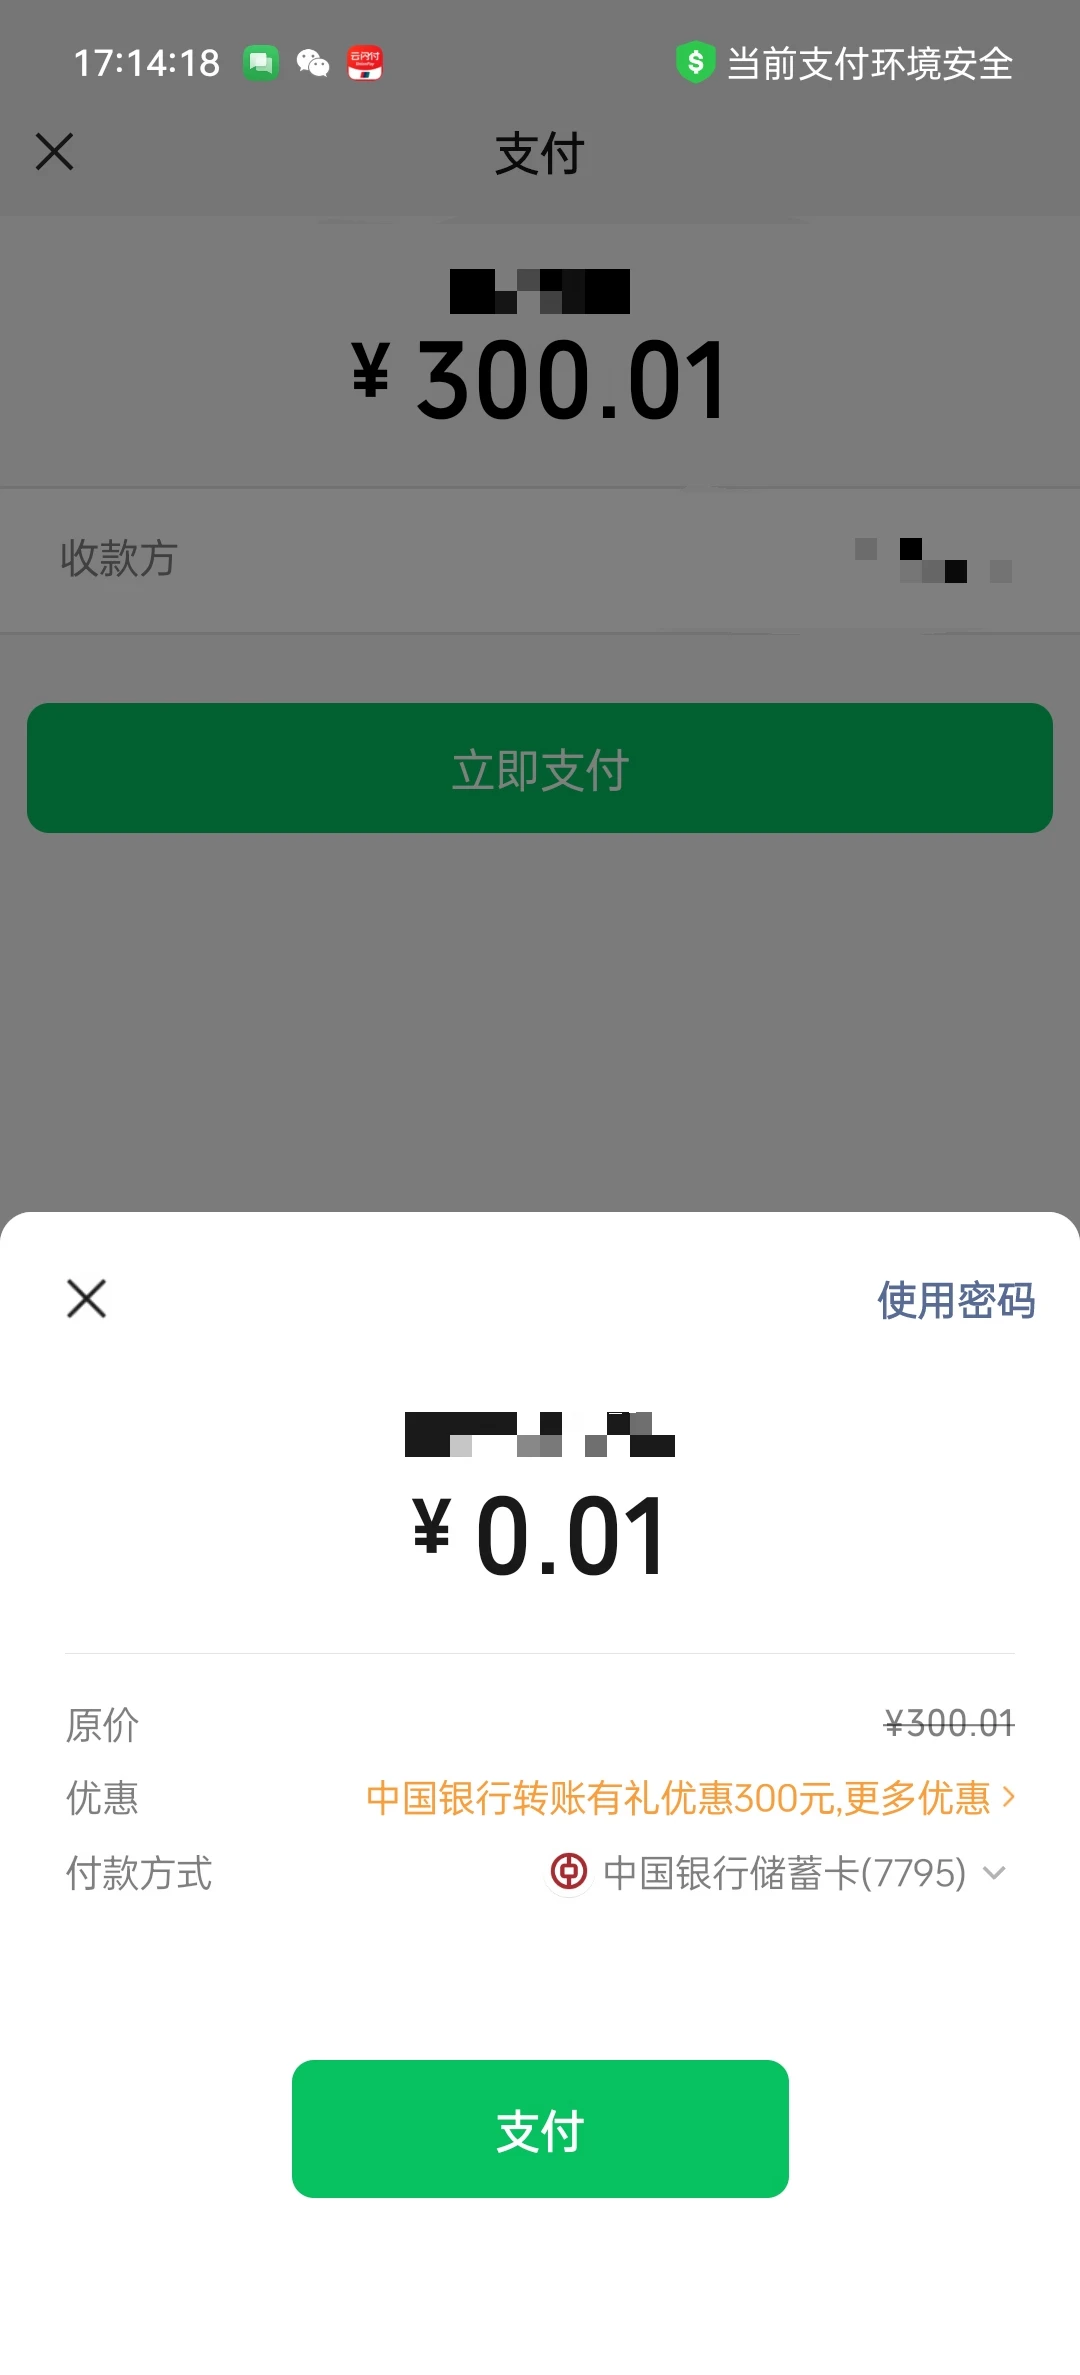 17:14:18
云闪付
当前支付环境安全
支付
¥300.01
收款方
立即支付
使用密码
¥0.01
原价 ¥300.01
优惠 中国银行转账有礼优惠300元,更多优惠
付款方式 中国银行储蓄卡(7795)
支付